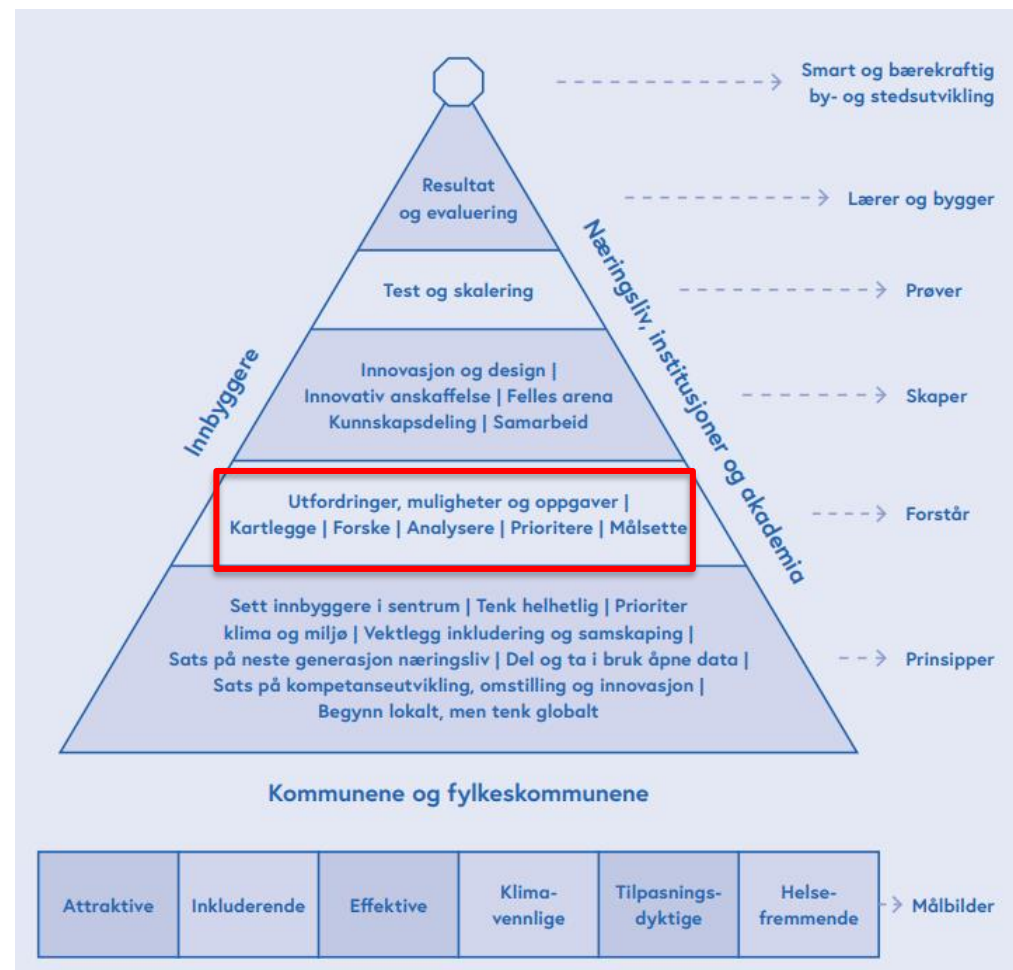 Smart og bærekraftig
by- og stedsutvikling
Resultat
og evaluering
Lærer og bygger
Test og skalering
Prøver
Innbyggere
Næringsliv, institusjoner og akademia
Innovasjon og design |
Innovativ anskaffelse | Felles arena
Kunnskapsdeling | Samarbeid
Skaper
Utfordringer, muligheter og oppgaver |
Kartlegge | Forske | Analysere | Prioritere | Målsette
Forstår
Sett innbyggere i sentrum | Tenk helhetlig | Prioriter
klima og miljø | Vektlegg inkludering og samskaping |
Sats på neste generasjon næringsliv | Del og ta i bruk åpne data |
Sats på kompetanseutvikling, omstilling og innovasjon |
Begynn lokalt, men tenk globalt
Prinsipper
Kommunene og fylkeskommunene
Attraktive
Inkluderende
Effektive
Klima-
vennlige
Tilpasnings-
dyktige
Helse-
fremmende
Målbilder